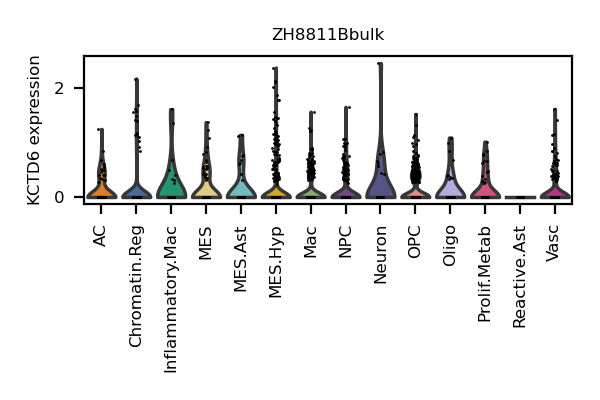 ZH8811Bbulk
KCTD6 expression
2
0
AC
Chromatin.Reg
Inflammatory.Mac
MES
MES.Ast
MES.Hyp
Mac
NPC
Neuron
OPC
Oligo
Prolif.Metab
Reactive.Ast
Vasc